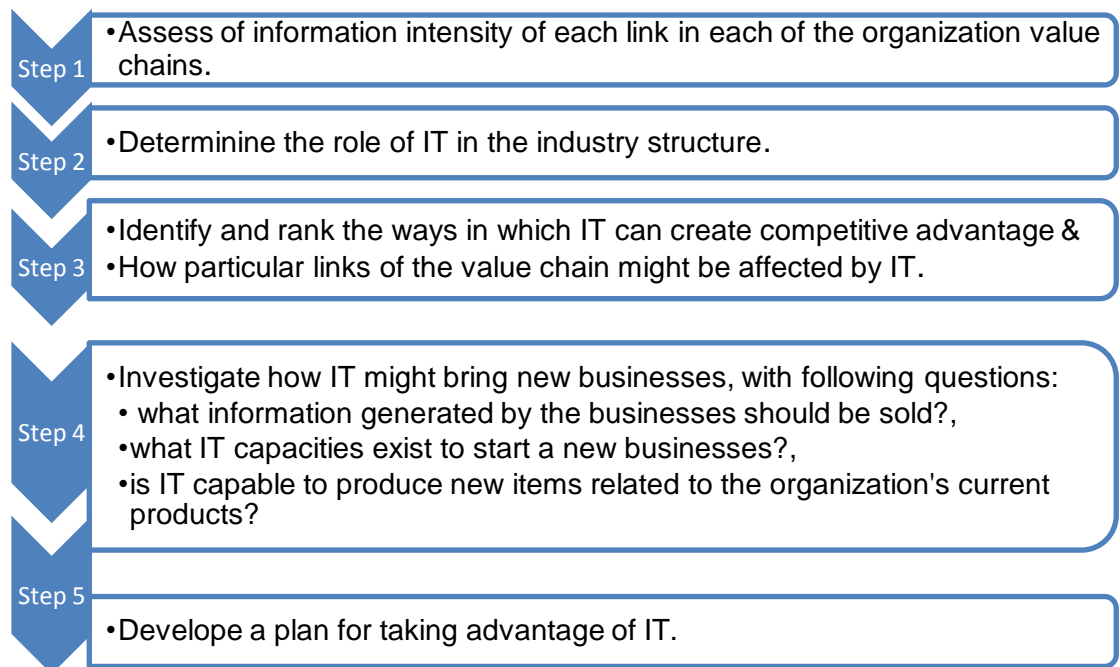 Step 1
•Assess of information intensity of each link in each of the organization value
chains.
Step 2
•Determinine the role of IT in the industry structure.
Step 3
•Identify and rank the ways in which IT can create competitive advantage &
•How particular links of the value chain might be affected by IT.
Step 4
•Investigate how IT might bring new businesses, with following questions:
• what information generated by the businesses should be sold?,
•what IT capacities exist to start a new businesses?,
•is IT capable to produce new items related to the organization's current
products?
Step 5
•Develope a plan for taking advantage of IT.